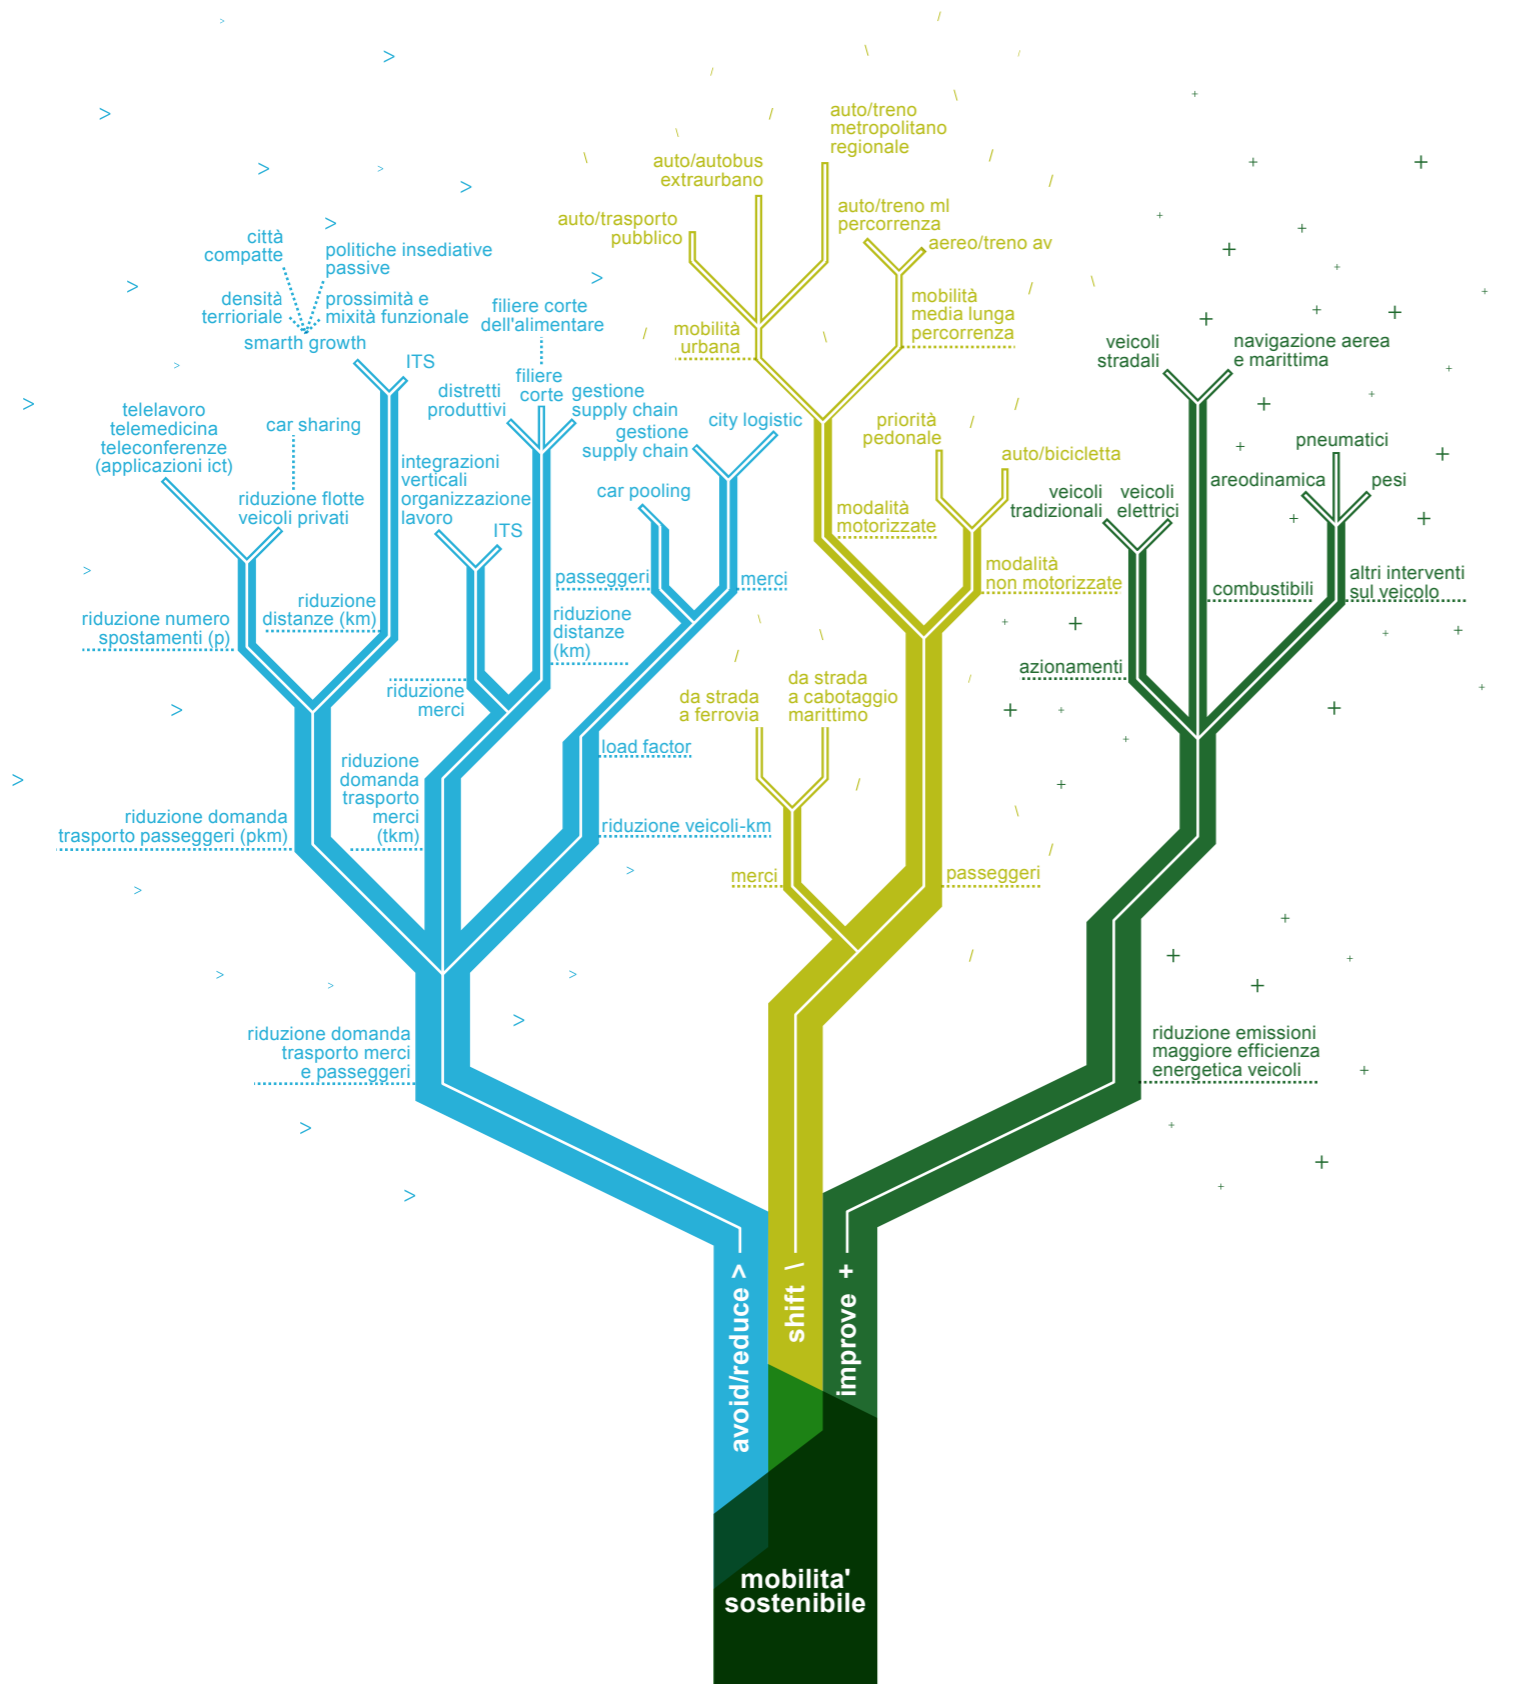 città
compatte
politiche insediative
passive
densità
terrioriale
prossimità e
mixità funzionale
smarth growth
ITS
telelavoro
telemedicina
teleconferenze
(applicazioni ict)
car sharing
riduzione flotte
veicoli privati
riduzione numero
spostamenti (p)
riduzione
distanze (km)
filiere corte
dell'alimentare
distretti
produttivi
filiere
corte
gestione
supply chain
integrazioni
verticali
organizzazione
lavoro
ITS
gestione
supply chain
city logistic
car pooling
passeggeri
merci
riduzione
distanze
(km)
riduzione
merci
load factor
riduzione
domanda
trasporto
merci
(tkm)
riduzione domanda
trasporto passeggeri (pkm)
riduzione veicoli-km
riduzione domanda
trasporto merci
e passeggeri
auto/treno
metropolitano
regionale
auto/autobus
extraurbano
auto/trasporto
pubblico
auto/treno ml
percorrenza
aereo/treno av
mobilità
urbana
mobilità
media lunga
percorrenza
priorità
pedonale
auto/bicicletta
modalità
motorizzate
modalità
non motorizzate
da strada
a ferrovia
da strada
a cabotaggio
marittimo
merci
passeggeri
veicoli
stradali
navigazione aerea
e marittima
pneumatici
areodinamica
pesi
veicoli
tradizionali
veicoli
elettrici
combustibili
altri interventi
sul veicolo
azionamenti
riduzione emissioni
maggiore efficienza
energetica veicoli
avoid/reduce >
shift \
improve +
mobilita'
sostenibile